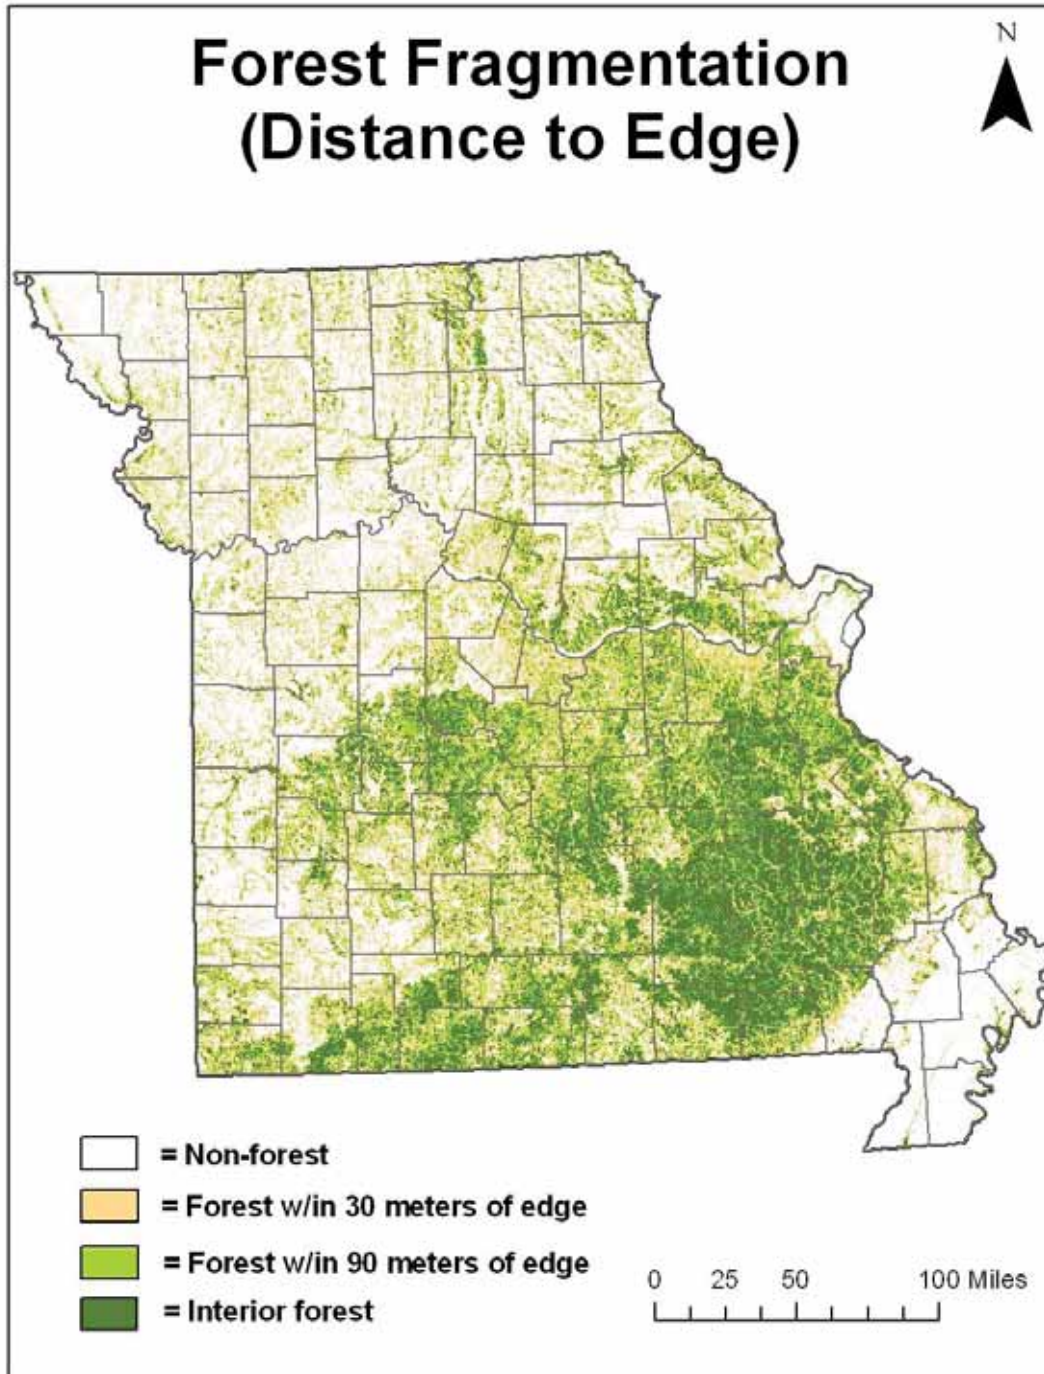 Forest Fragmentation
(Distance to Edge)
N
= Non-forest
= Forest w/in 30 meters of edge
= Forest w/in 90 meters of edge
= Interior forest
0 25 50 100 Miles